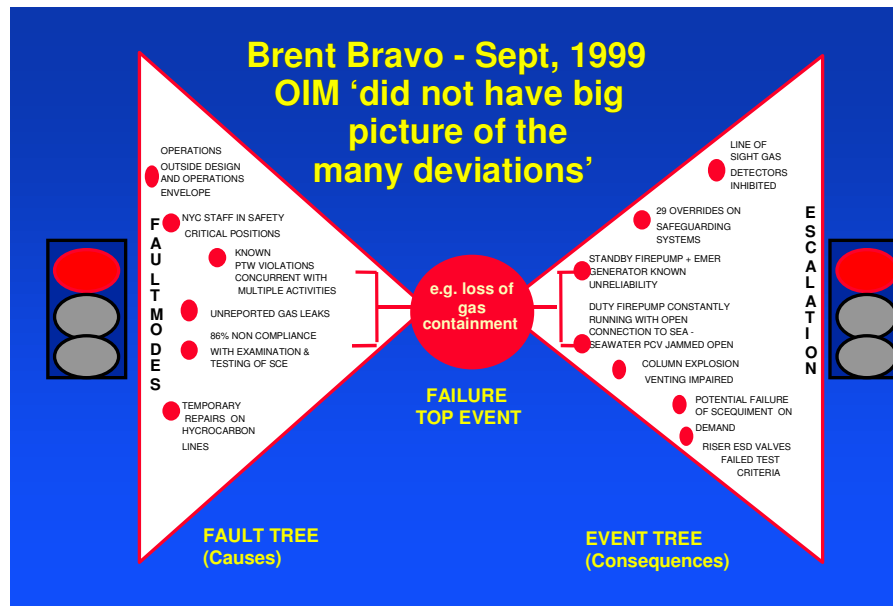 Brent Bravo - Sept, 1999
OIM ‘did not have big
picture of the
many deviations’
OPERATIONS
OUTSIDE DESIGN
AND OPERATIONS
ENVELOPE
NYC STAFF IN SAFETY
CRITICAL POSITIONS
KNOWN
PTW VIOLATIONS
CONCURRENT WITH
MULTIPLE ACTIVITIES
UNREPORTED GAS LEAKS
86% NON COMPLIANCE
WITH EXAMINATION &
TESTING OF SCE
TEMPORARY
REPAIRS ON
HYCROCARBON
LINES
FAULTMODES
e.g. loss of
gas
containment
FAILURE
TOP EVENT
LINE OF
SIGHT GAS
DETECTORS
INHIBITED
29 OVERRIDES ON
SAFEGUARDING
SYSTEMS
STANDBY FIREPUMP + EMER
GENERATOR KNOWN
UNRELIABILITY
DUTY FIREPUMP CONSTANTLY
RUNNING WITH OPEN
CONNECTION TO SEA -
SEAWATER PCV JAMMED OPEN
COLUMN EXPLOSION
VENTING IMPAIRED
POTENTIAL FAILURE
OF SCEQUIMENT ON
DEMAND
RISER ESD VALVES
FAILED TEST
CRITERIA
ESCALATION
FAULT TREE
(Causes)
EVENT TREE
(Consequences)